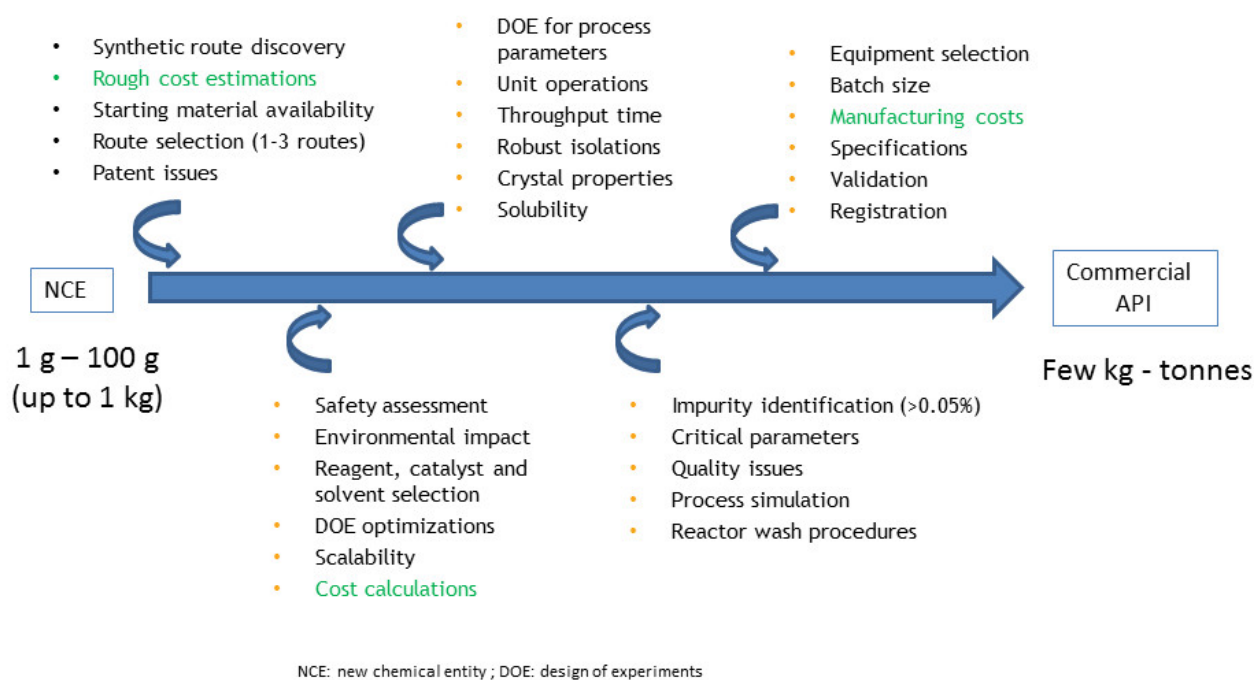 • Synthetic route discovery
• Rough cost estimations
• Starting material availability
• Route selection (1-3 routes)
• Patent issues
• DOE for process
parameters
• Unit operations
• Throughput time
• Robust isolations
• Crystal properties
• Solubility
• Equipment selection
• Batch size
• Manufacturing costs
• Specifications
• Validation
• Registration
NCE
1 g – 100 g
(up to 1 kg)
Commercial
API
Few kg - tonnes
• Safety assessment
• Environmental impact
• Reagent, catalyst and
solvent selection
• DOE optimizations
• Scalability
• Cost calculations
• Impurity identification (>0.05%)
• Critical parameters
• Quality issues
• Process simulation
• Reactor wash procedures
NCE: new chemical entity ; DOE: design of experiments